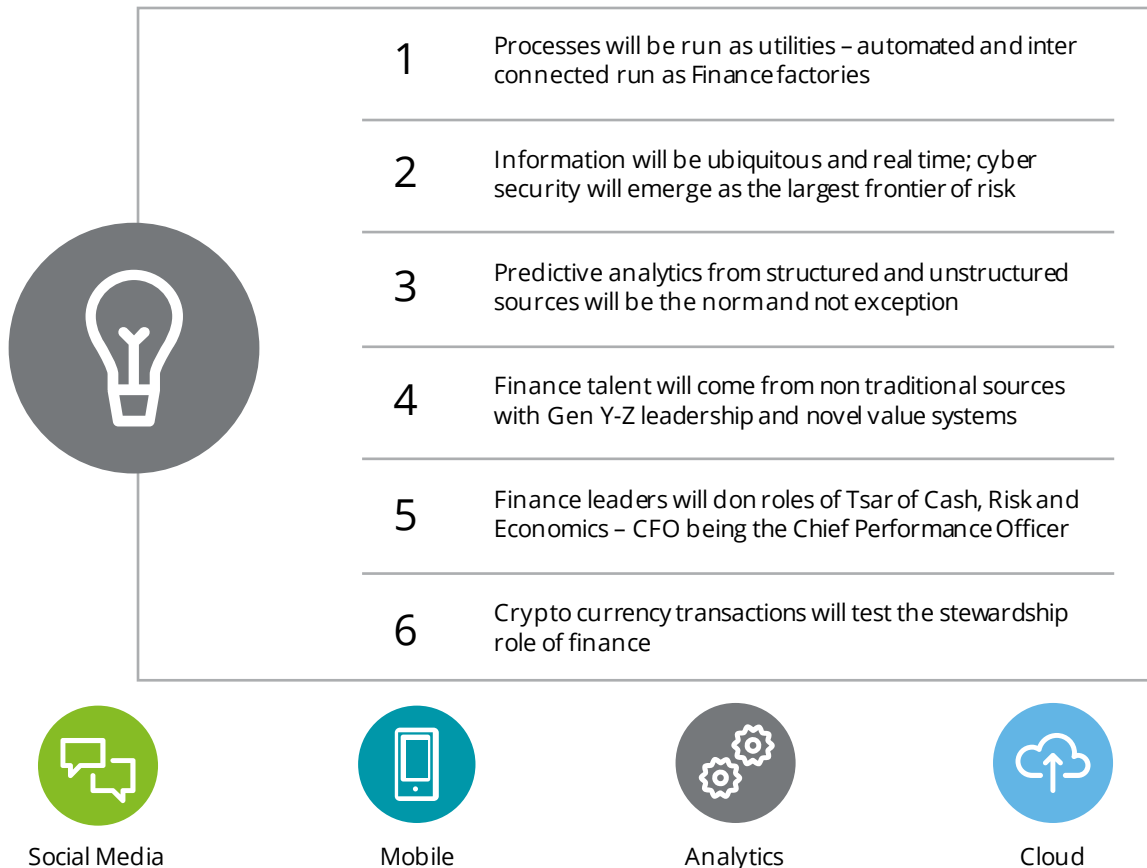 1
Processes will be run as utilities – automated and inter
connected run as Finance factories
2
Information will be ubiquitous and real time; cyber
security will emerge as the largest frontier of risk
3
Predictive analytics from structured and unstructured
sources will be the norm and not exception
4
Finance talent will come from non traditional sources
with Gen Y-Z leadership and novel value systems
5
Finance leaders will don roles of Tsar of Cash, Risk and
Economics – CFO being the Chief Performance Officer
6
Crypto currency transactions will test the stewardship
role of finance
Social Media
Mobile
Analytics
Cloud